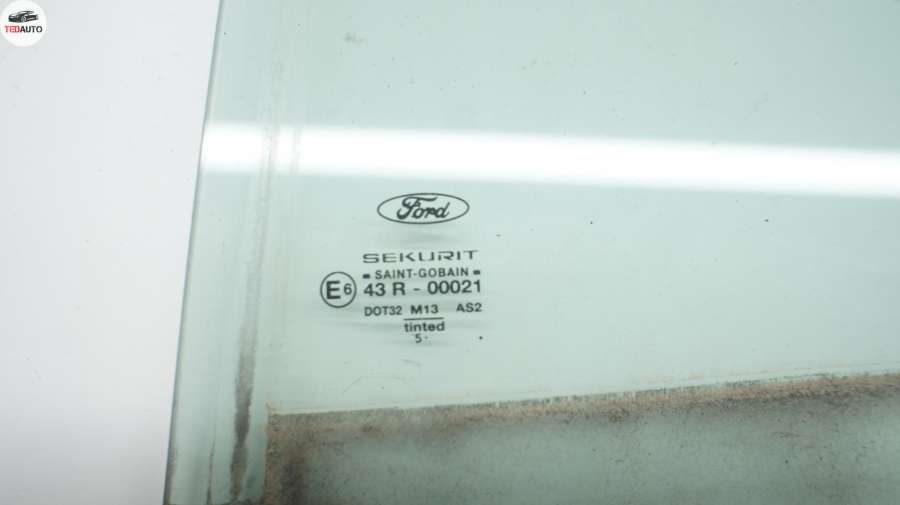 TEDAUTO
Ford
SEKURIT
SAINT-GOBAIN
E6 43 R - 00021
DOT32 M13 AS2
tinted
5·